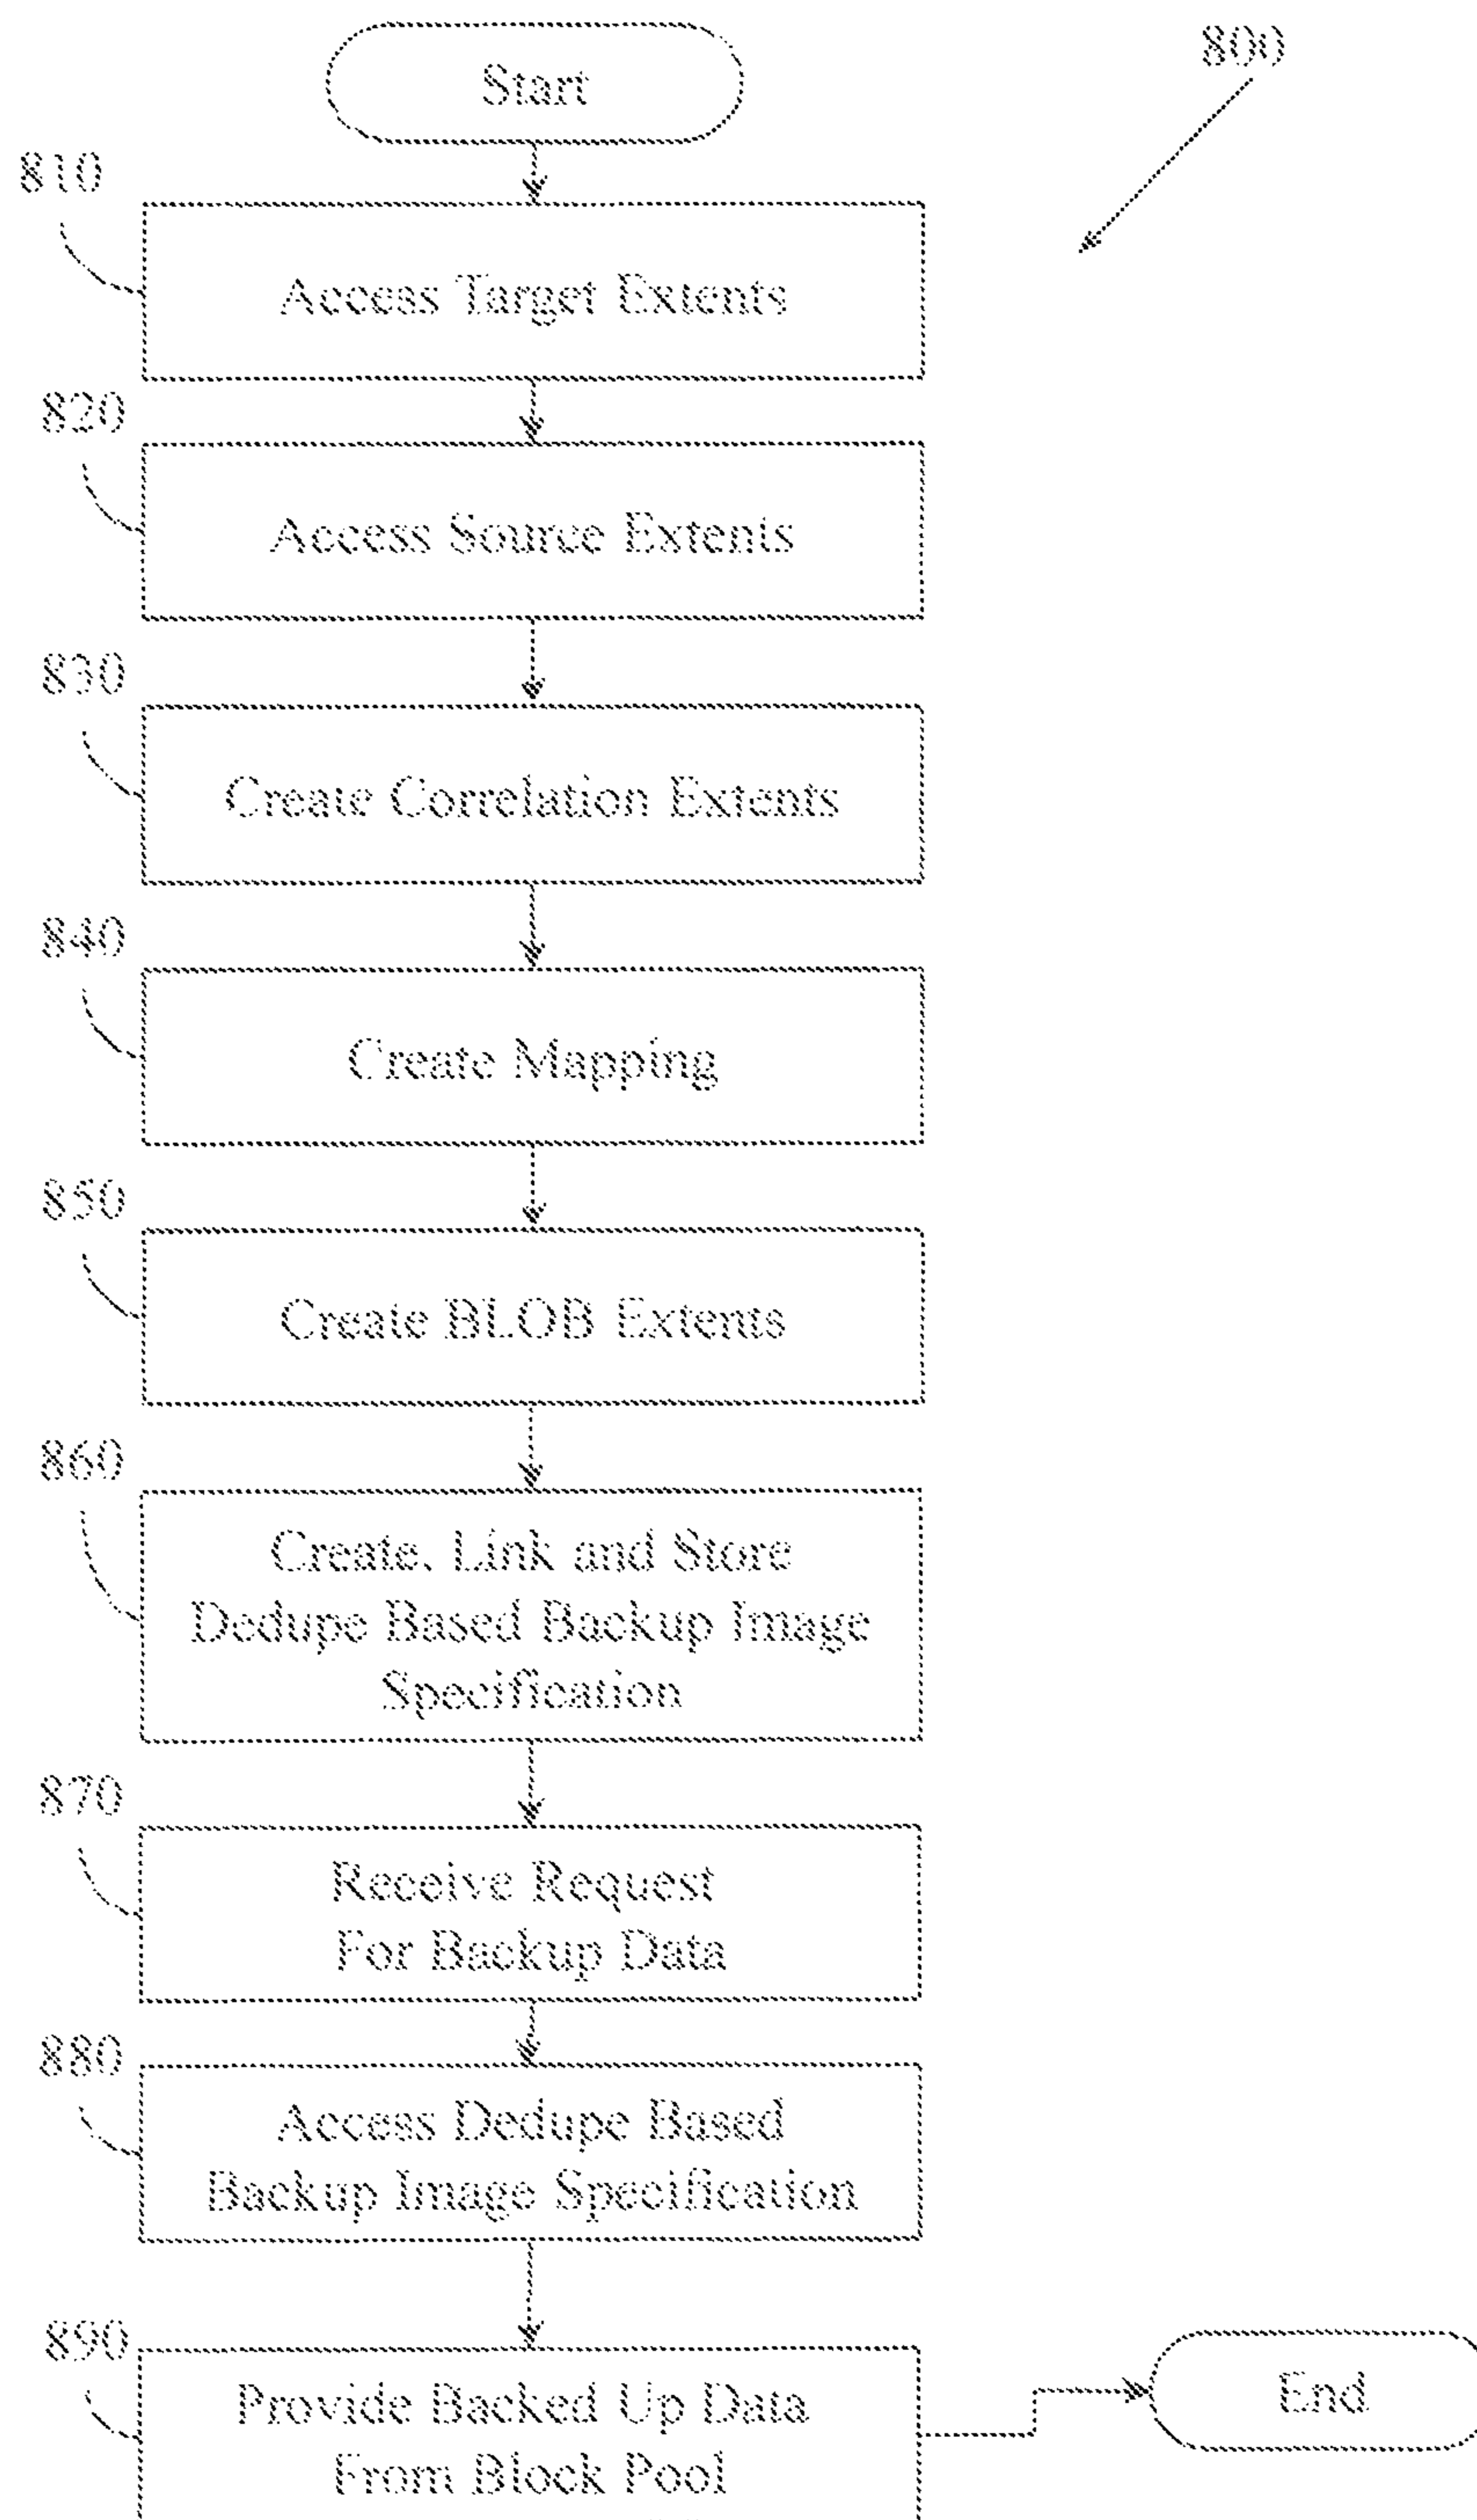 Start
800
810
Access Target Extents
820
Access Source Extents
830
Create Correlation Extents
840
Create Mapping
850
Create BLOB Extents
860
Create, Link and Store
Dedupe Based Backup Image
Specification
870
Receive Request
For Backup Data
880
Access Dedupe Based
Backup Image Specification
890
Provide Backed Up Data
From Block Pool
End